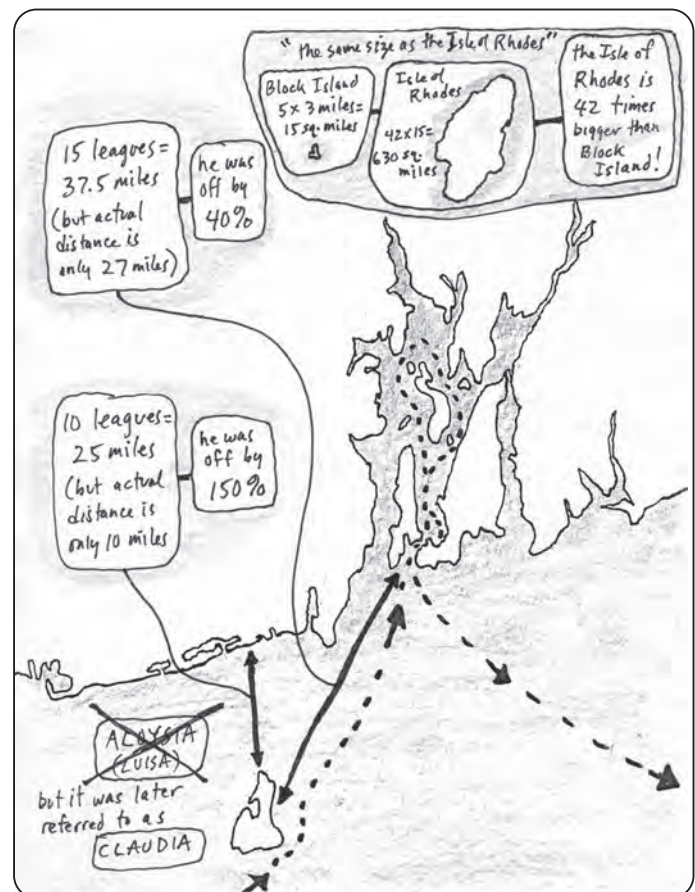 "the same size as the Isle of Rhodes"
Block Island
5 x 3 miles=
15 sq. miles
Isle of
Rhodes
42x15=
630 sq.
miles
the Isle of
Rhodes is
42 times
bigger than
Block
Island!
15 leagues=
37.5 miles
(but actual
distance is
only 27 miles)
he was
off by
40%
10 leagues=
25 miles
(but actual
distance is
only 10 miles
he was
off by
150%
ALOYSIA
(LUISA)
but it was later
referred to as
CLAUDIA